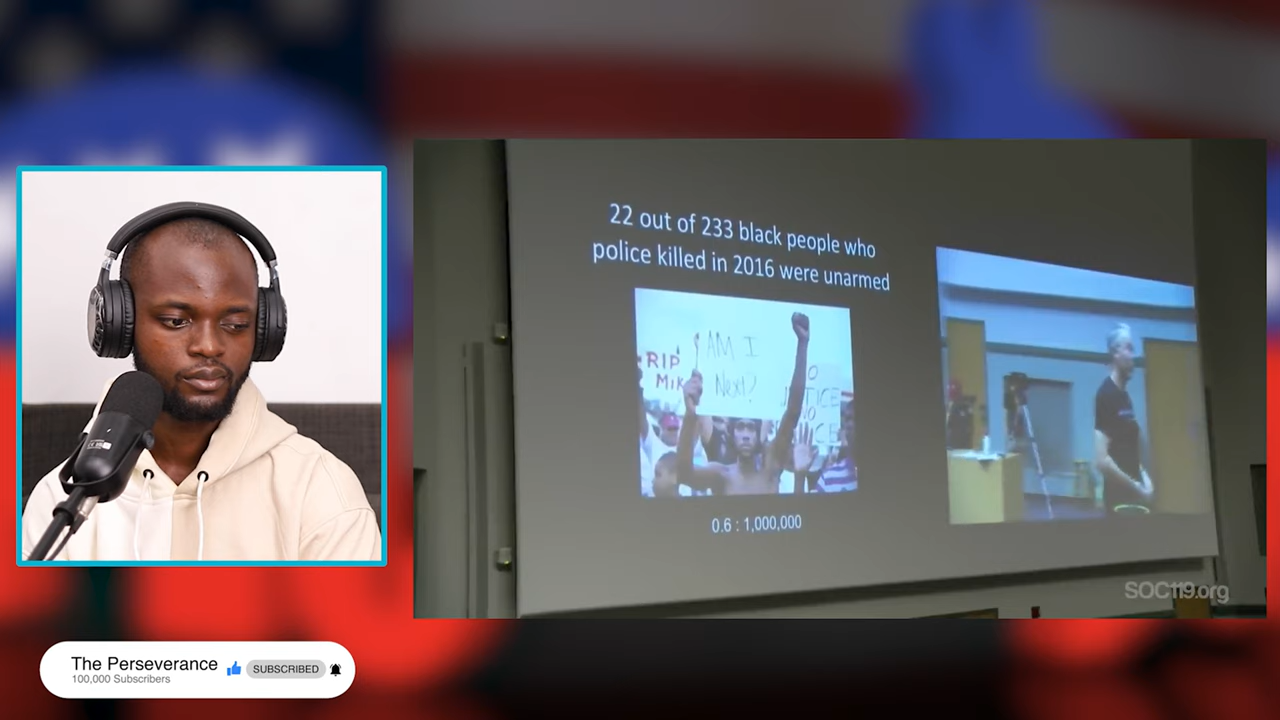 22 out of 233 black people who
police killed in 2016 were unarmed
RIP
MIK
AM I
Next?
0.6 : 1,000,000
SOC119.org
The Perseverance
SUBSCRIBED
100,000 Subscribers